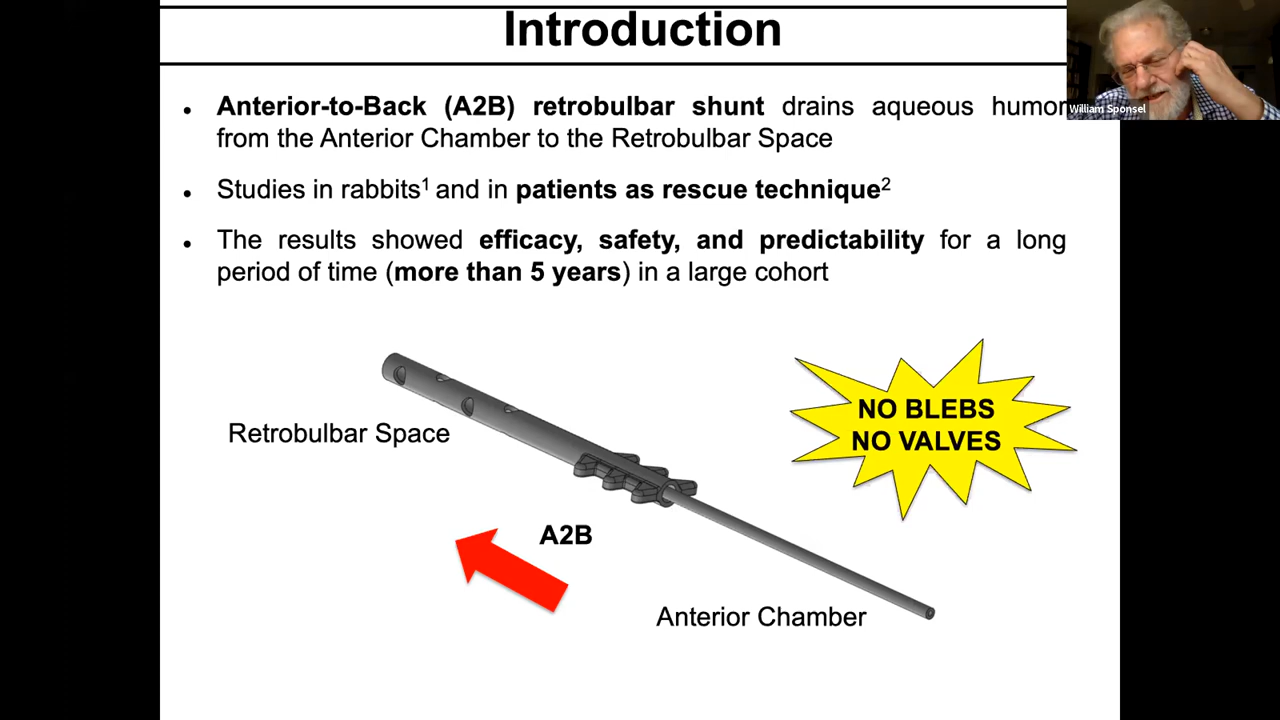 Introduction
William Sponsel
• Anterior-to-Back (A2B) retrobulbar shunt drains aqueous humor
from the Anterior Chamber to the Retrobulbar Space
• Studies in rabbits¹ and in patients as rescue technique²
• The results showed efficacy, safety, and predictability for a long
period of time (more than 5 years) in a large cohort
NO BLEBS
NO VALVES
Retrobulbar Space
A2B
Anterior Chamber